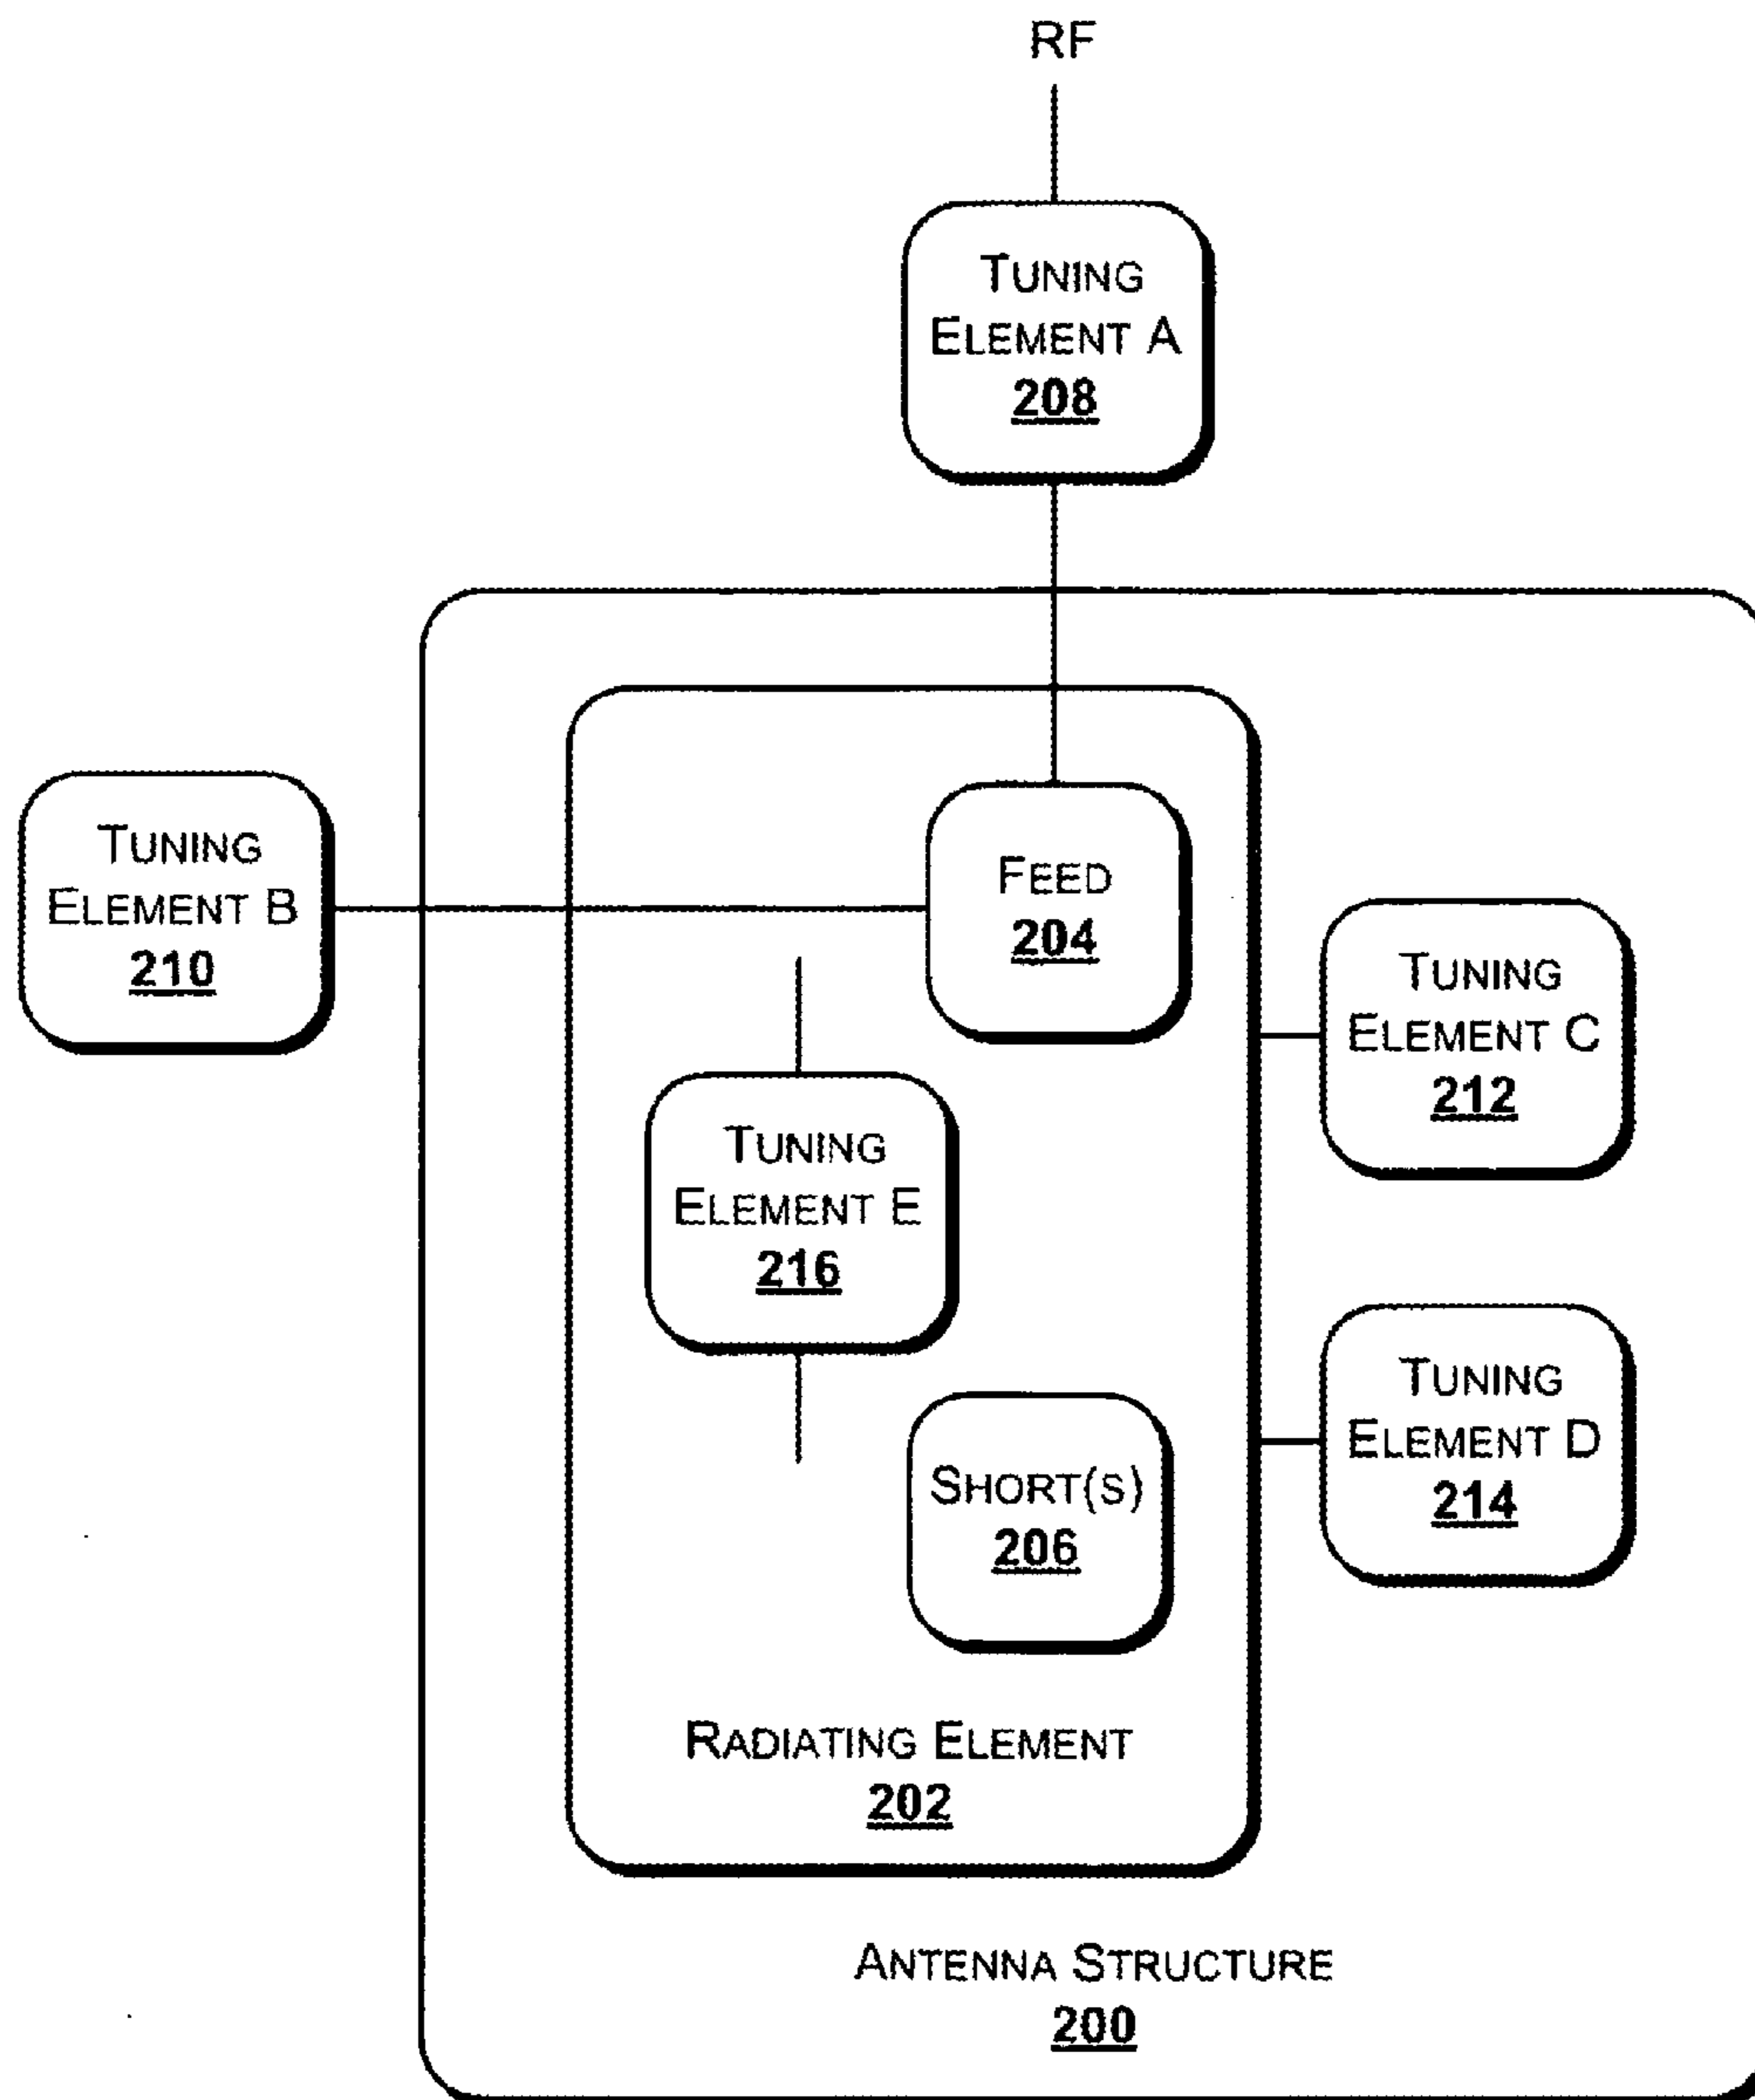 RF
TUNING
ELEMENT A
208
TUNING
ELEMENT B
210
FEED
204
TUNING
ELEMENT C
212
TUNING
ELEMENT E
216
TUNING
ELEMENT D
214
SHORT(S)
206
RADIATING ELEMENT
202
ANTENNA STRUCTURE
200